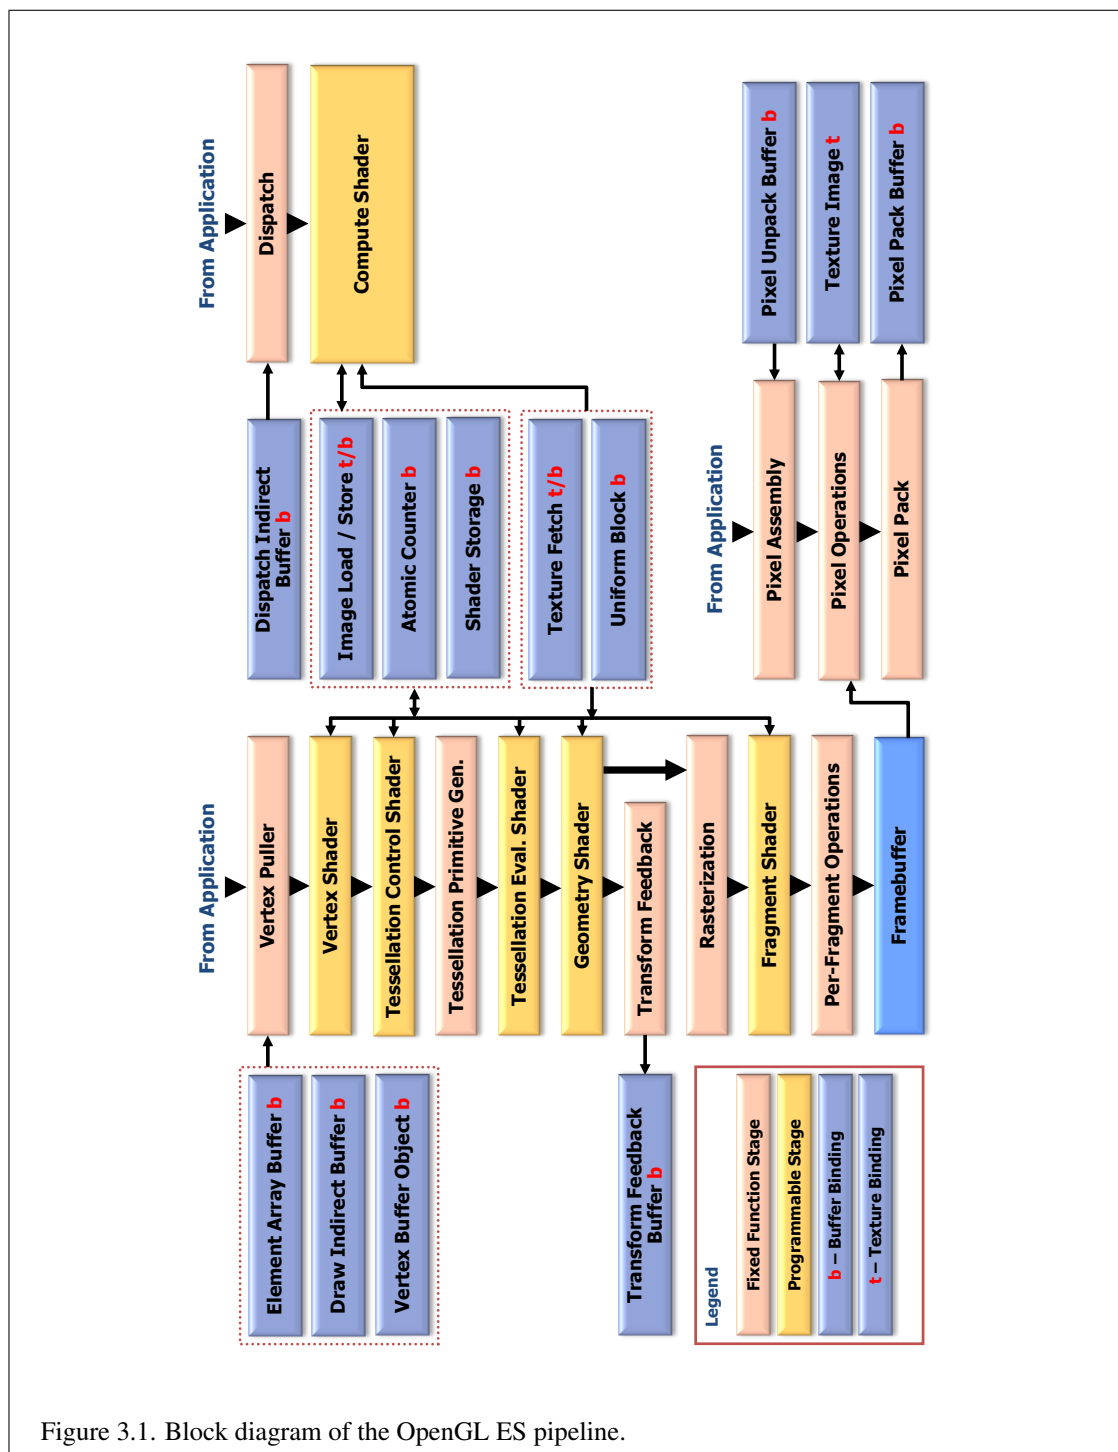 From Application
Vertex Puller
Vertex Shader
Tessellation Control Shader
Tessellation Primitive Gen.
Tessellation Eval. Shader
Geometry Shader
Transform Feedback
Rasterization
Fragment Shader
Per-Fragment Operations
Framebuffer
Element Array Buffer b
Draw Indirect Buffer b
Vertex Buffer Object b
Transform Feedback
Buffer b
Legend
Fixed Function Stage
Programmable Stage
b – Buffer Binding
t – Texture Binding
From Application
Dispatch
Compute Shader
Dispatch Indirect
Buffer b
Image Load / Store t/b
Atomic Counter b
Shader Storage b
Texture Fetch t/b
Uniform Block b
From Application
Pixel Assembly
Pixel Operations
Pixel Pack
Pixel Unpack Buffer b
Texture Image t
Pixel Pack Buffer b
Figure 3.1. Block diagram of the OpenGL ES pipeline.